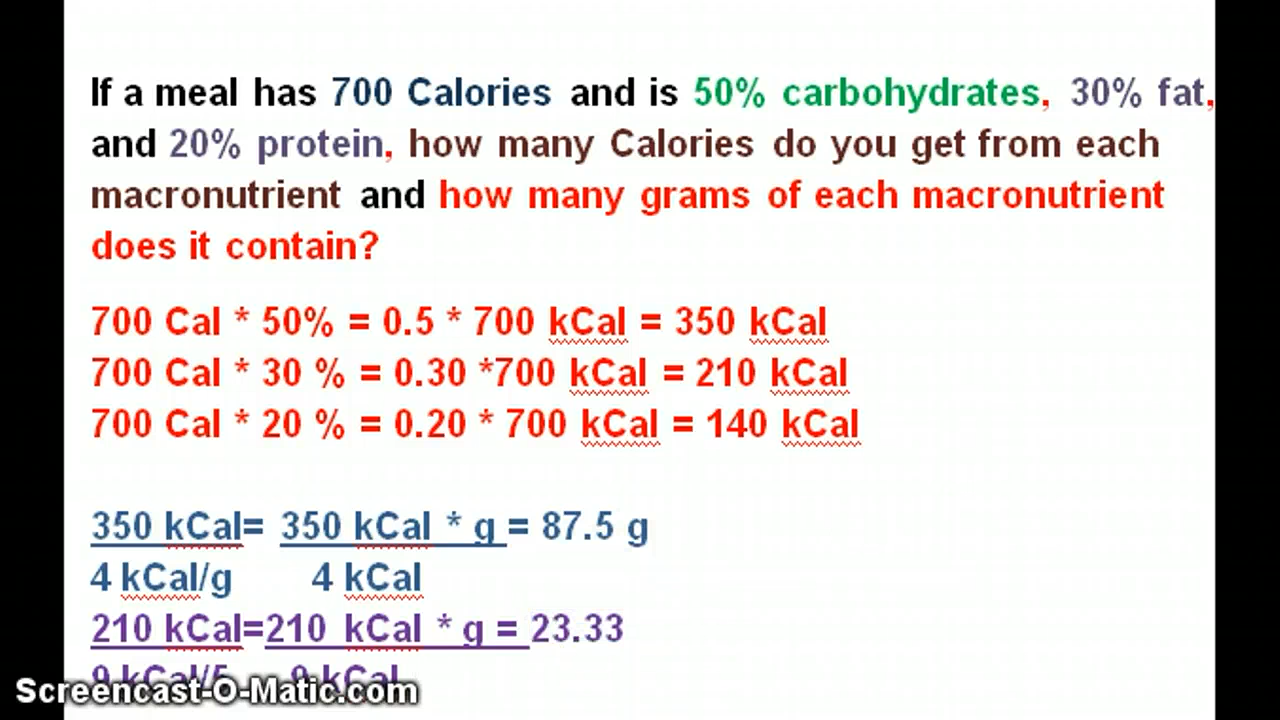 If a meal has 700 Calories and is 50% carbohydrates, 30% fat,
and 20% protein, how many Calories do you get from each
macronutrient and how many grams of each macronutrient
does it contain?
700 Cal * 50% = 0.5 * 700 kCal = 350 kCal
700 Cal * 30 % = 0.30 *700 kCal = 210 kCal
700 Cal * 20 % = 0.20 * 700 kCal = 140 kCal
350 kCal= 350 kCal * g = 87.5 g
4 kCal/g 4 kCal
210 kCal=210 kCal * g = 23.33
9 kCal
Screencast-O-Matic.com